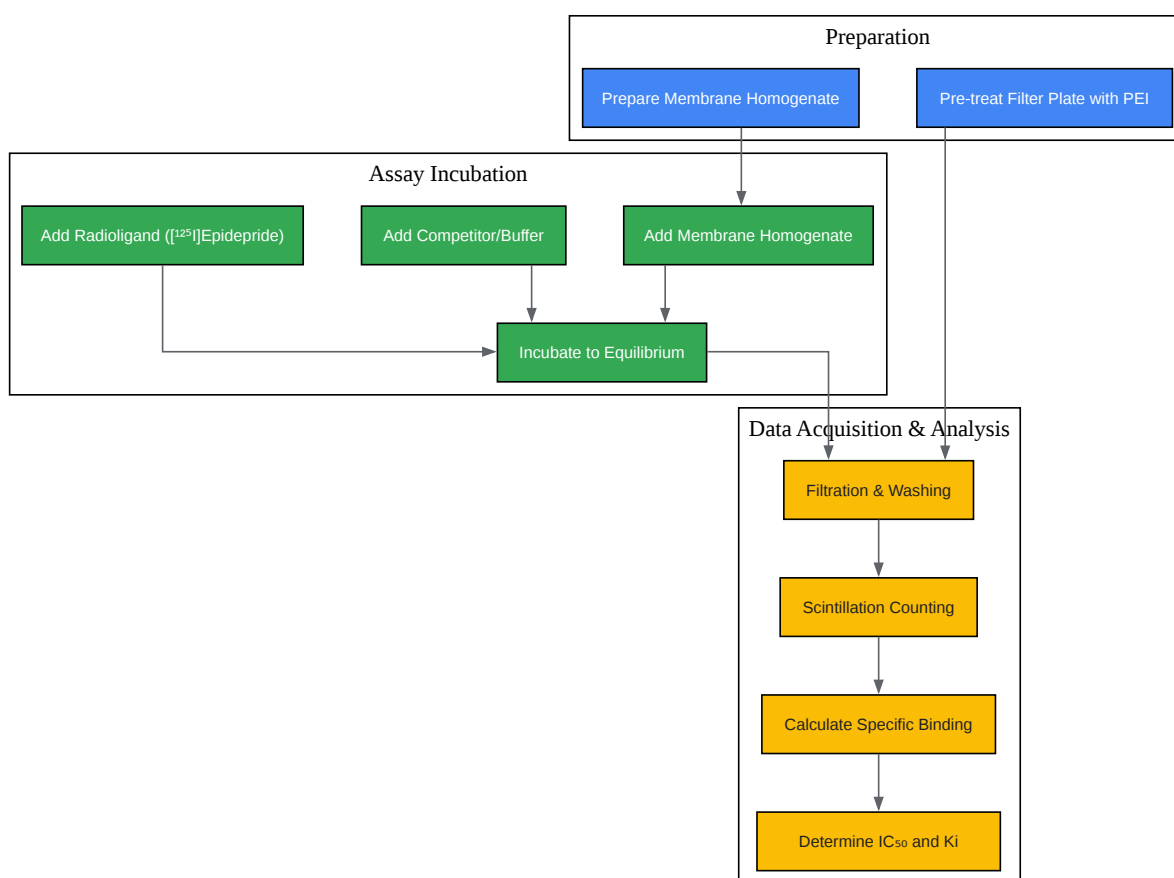 Preparation
Prepare Membrane Homogenate
Pre-treat Filter Plate with PEI
Assay Incubation
Add Radioligand ([¹²⁵I]Epidepride)
Add Competitor/Buffer
Add Membrane Homogenate
Incubate to Equilibrium
Data Acquisition & Analysis
Filtration & Washing
Scintillation Counting
Calculate Specific Binding
Determine IC₅₀ and Ki